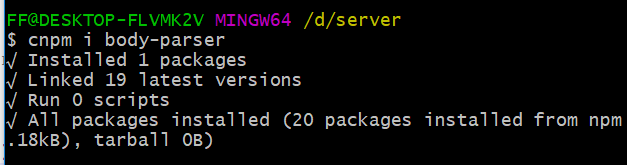 FF@DESKTOP-FLVMK2V MINGW64 /d/server
$ cnpm i body-parser
√ Installed 1 packages
√ Linked 19 latest versions
√ Run 0 scripts
√ All packages installed (20 packages installed from npm
.18kB), tarball 0B)